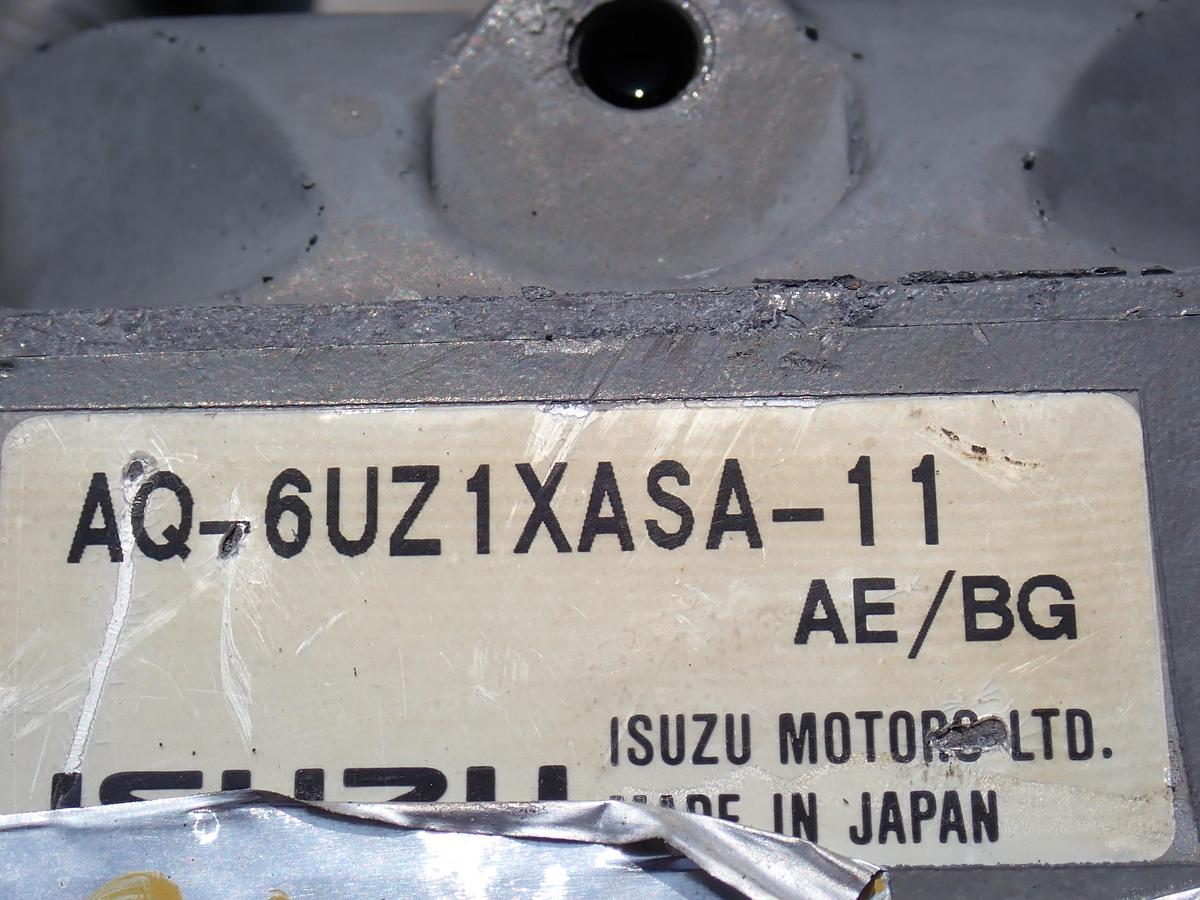 AQ-6UZ1XASA-11
AE/BG
ISUZU MOTORS LTD.
MADE IN JAPAN
ISUZU